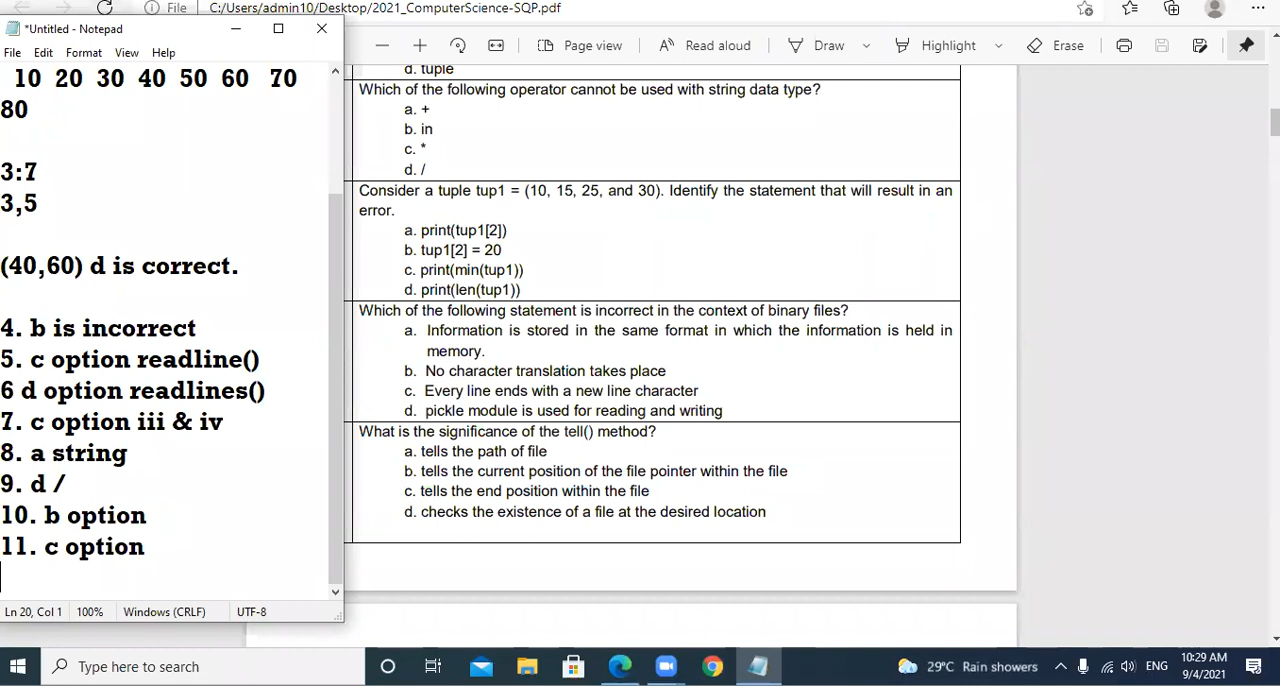 File C:/Users/admin10/Desktop/2021_ComputerScience-SQP.pdf
*Untitled - Notepad
File Edit Format View Help
10 20 30 40 50 60 70
80
3:7
3,5
(40,60) d is correct.
4. b is incorrect
5. c option readline()
6 d option readlines()
7. c option iii & iv
8. a string
9. d /
10. b option
11. c option
Ln 20, Col 1 100% Windows (CRLF) UTF-8
Page view Read aloud Draw Highlight Erase
d. tuple
Which of the following operator cannot be used with string data type?
a. +
b. in
c. *
d. /
Consider a tuple tup1 = (10, 15, 25, and 30). Identify the statement that will result in an
error.
a. print(tup1[2])
b. tup1[2] = 20
c. print(min(tup1))
d. print(len(tup1))
Which of the following statement is incorrect in the context of binary files?
a. Information is stored in the same format in which the information is held in
memory.
b. No character translation takes place
c. Every line ends with a new line character
d. pickle module is used for reading and writing
What is the significance of the tell() method?
a. tells the path of file
b. tells the current position of the file pointer within the file
c. tells the end position within the file
d. checks the existence of a file at the desired location
Type here to search
29°C Rain showers ENG
10:29 AM
9/4/2021